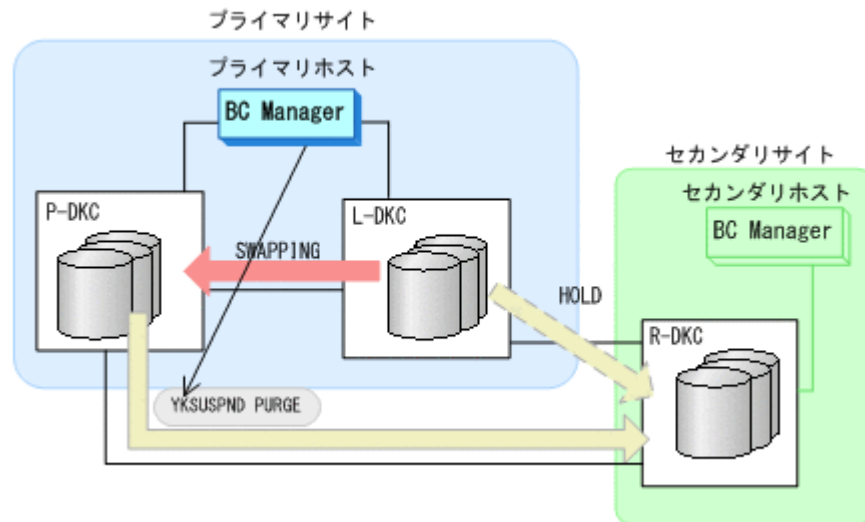 プライマリサイト
プライマリホスト
BC Manager
セカンダリサイト
セカンダリホスト
BC Manager
P-DKC
L-DKC
SWAPPING
HOLD
R-DKC
YKSUSPND PURGE